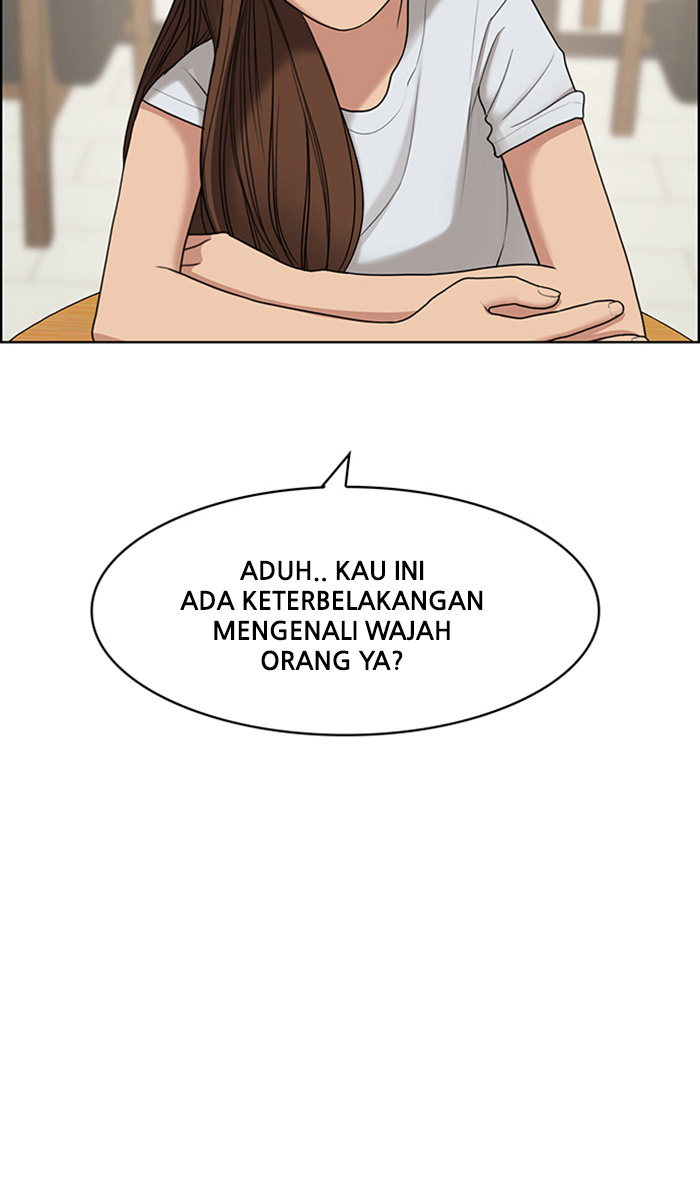 ADUH.. KAU INI
ADA KETERBELAKANGAN
MENGENALI WAJAH
ORANG YA?